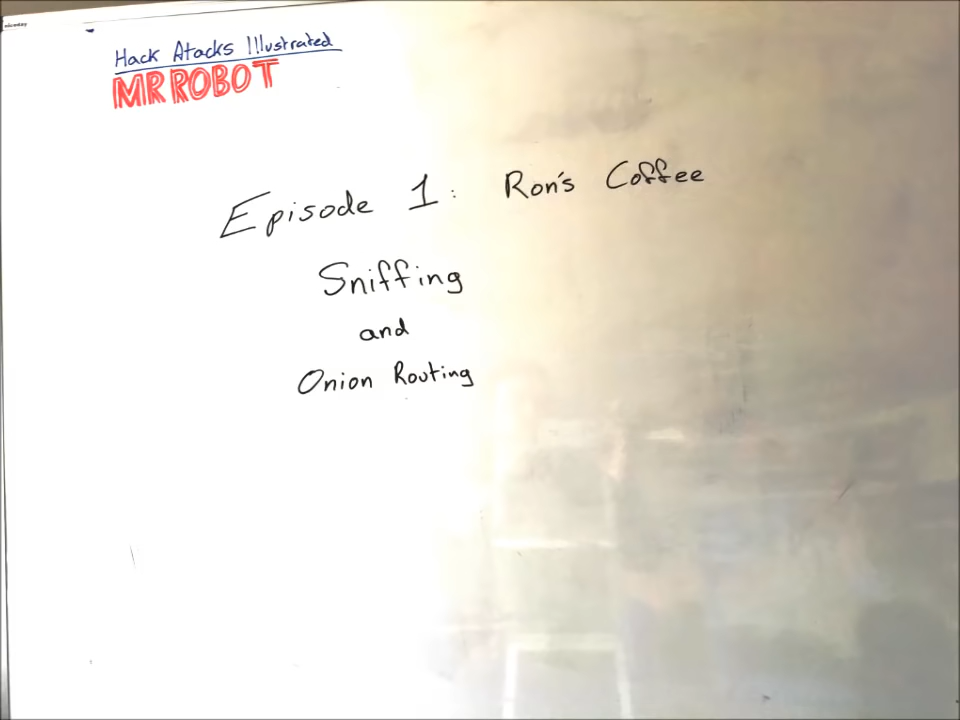 Hack Atacks Illustrated
MR ROBOT
Episode 1: Ron's Coffee
Sniffing
and
Onion Routing